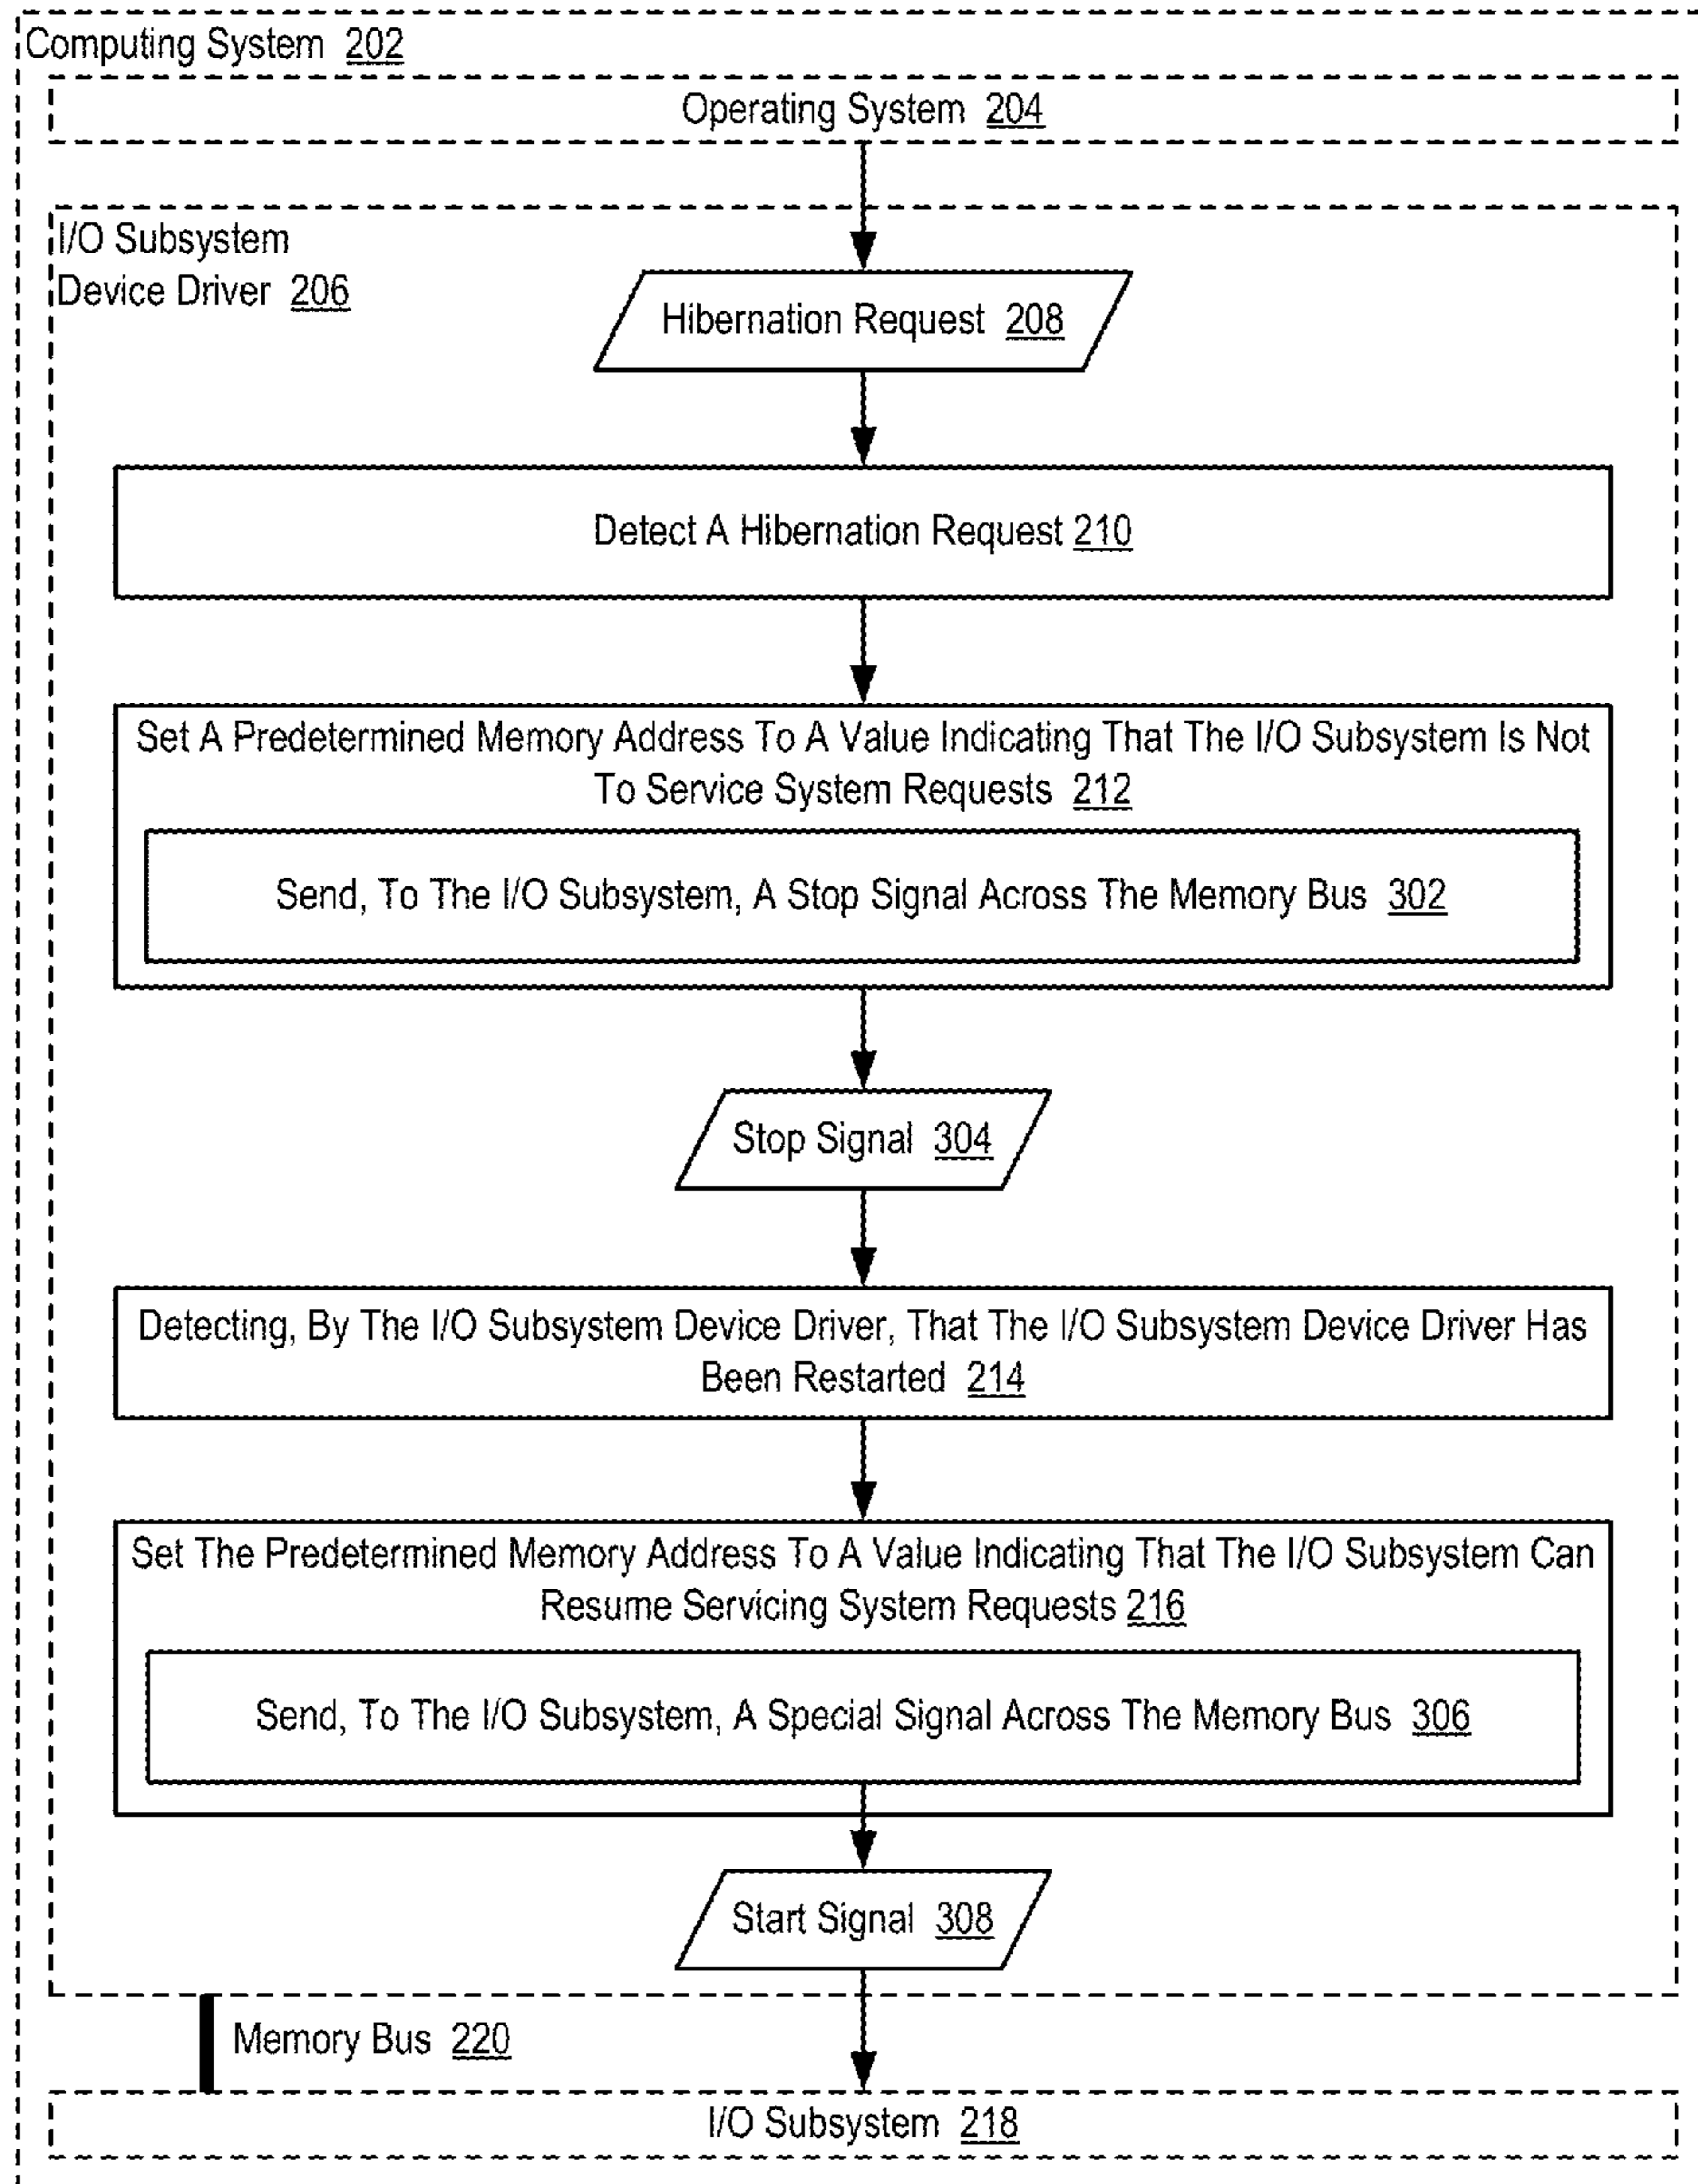 Computing System 202
Operating System 204
I/O Subsystem
Device Driver 206
Hibernation Request 208
Detect A Hibernation Request 210
Set A Predetermined Memory Address To A Value Indicating That The I/O Subsystem Is Not
To Service System Requests 212
Send, To The I/O Subsystem, A Stop Signal Across The Memory Bus 302
Stop Signal 304
Detecting, By The I/O Subsystem Device Driver, That The I/O Subsystem Device Driver Has
Been Restarted 214
Set The Predetermined Memory Address To A Value Indicating That The I/O Subsystem Can
Resume Servicing System Requests 216
Send, To The I/O Subsystem, A Special Signal Across The Memory Bus 306
Start Signal 308
Memory Bus 220
I/O Subsystem 218